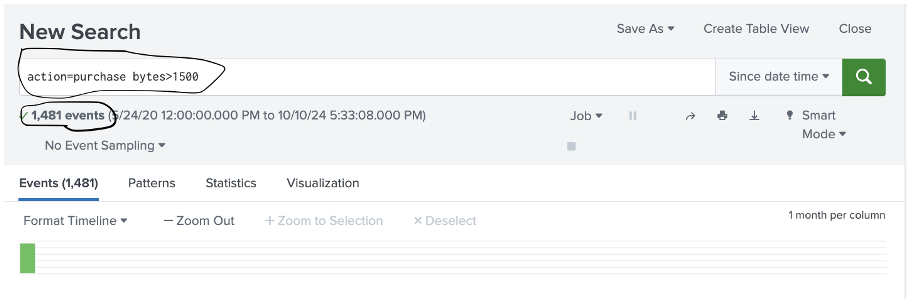 New Search
Save As ▾ Create Table View Close
action=purchase bytes>1500
Since date time ▾
✓ 1,481 events (5/24/20 12:00:00.000 PM to 10/10/24 5:33:08.000 PM)
Job ▾
Smart Mode ▾
No Event Sampling ▾
Events (1,481) Patterns Statistics Visualization
Format Timeline ▾ — Zoom Out + Zoom to Selection × Deselect
1 month per column